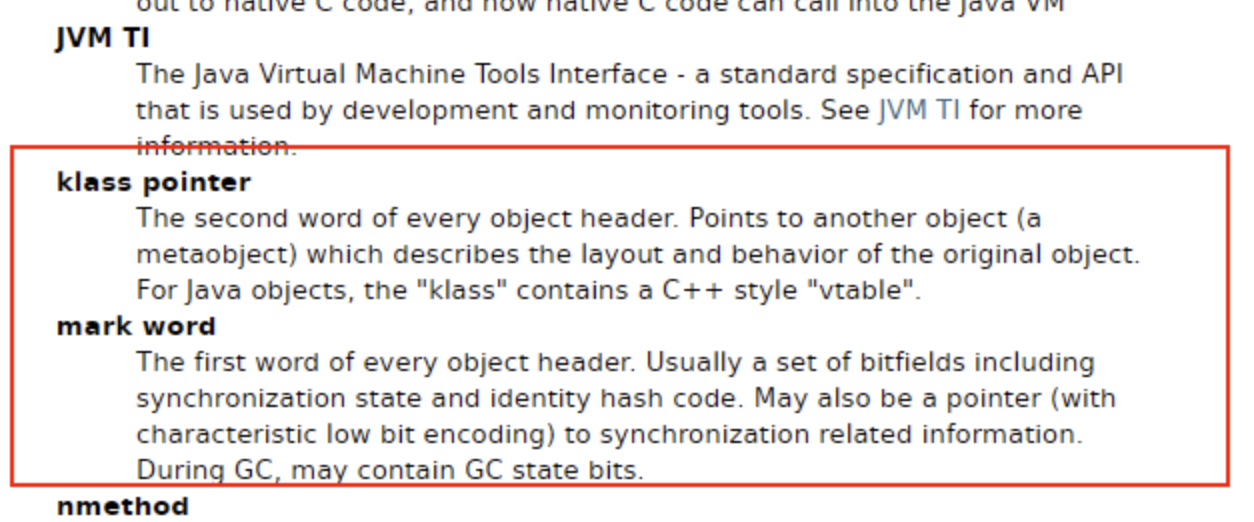 out to native C code, and how native C code can call into the Java VM
JVM TI
The Java Virtual Machine Tools Interface - a standard specification and API
that is used by development and monitoring tools. See JVM TI for more
information.
klass pointer
The second word of every object header. Points to another object (a
metaobject) which describes the layout and behavior of the original object.
For Java objects, the "klass" contains a C++ style "vtable".
mark word
The first word of every object header. Usually a set of bitfields including
synchronization state and identity hash code. May also be a pointer (with
characteristic low bit encoding) to synchronization related information.
During GC, may contain GC state bits.
nmethod